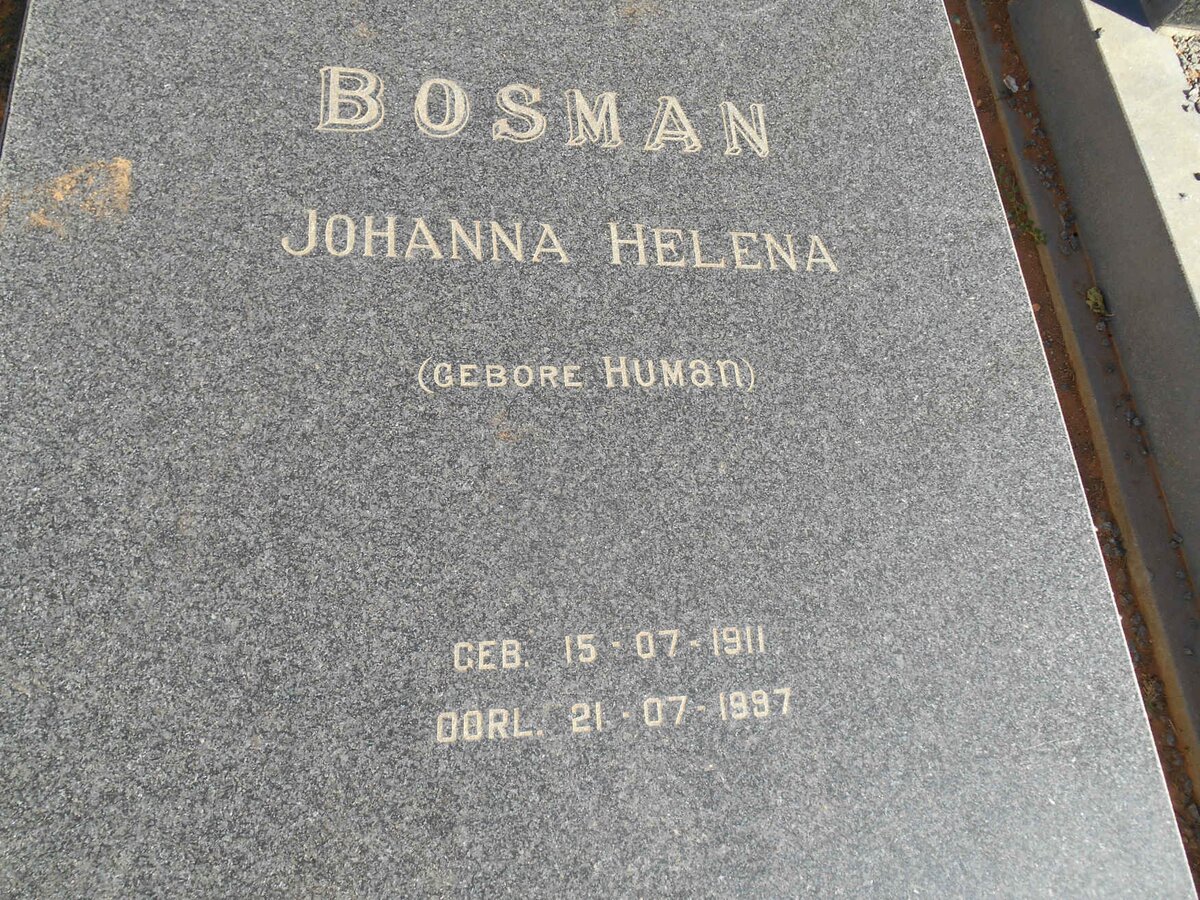 BOSMAN
JOHANNA HELENA
(GEBORE HUMAN)
GEB. 15-07-1911
OORL. 21-07-1997